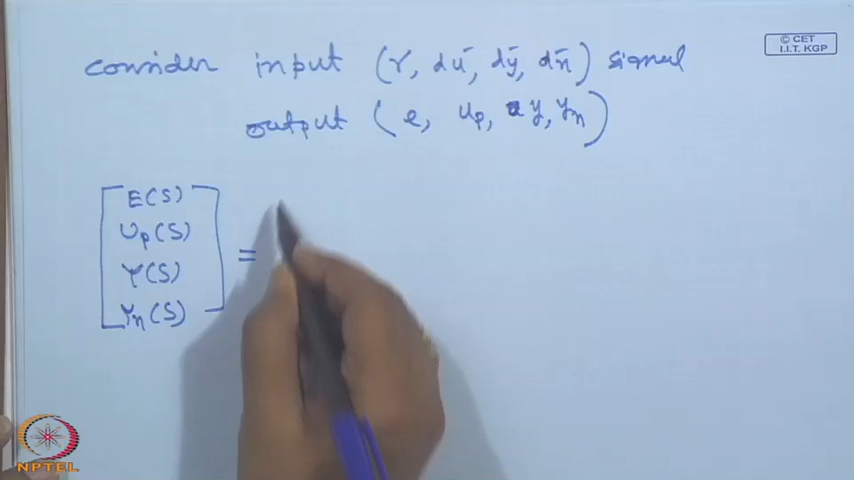 consider input (r, du, dy, dn) signal
© CET
I.I.T. KGP
output (e, up, y, yn)
E(S)
Up(S)
Y(S) =
Yn(S)
NPTEL